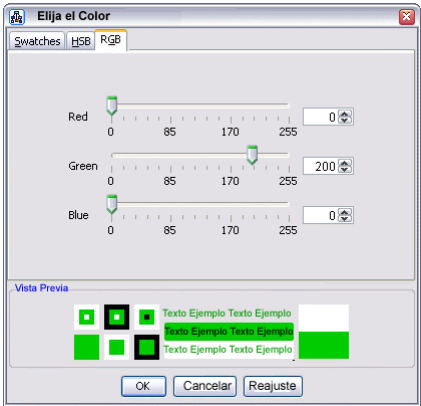 Elija el Color
Swatches HSB RGB
Red 0
0 85 170 255
Green 200
0 85 170 255
Blue 0
0 85 170 255
Vista Previa
Texto Ejemplo Texto Ejemplo
Texto Ejemplo Texto Ejemplo
Texto Ejemplo Texto Ejemplo
OK Cancelar Reajuste